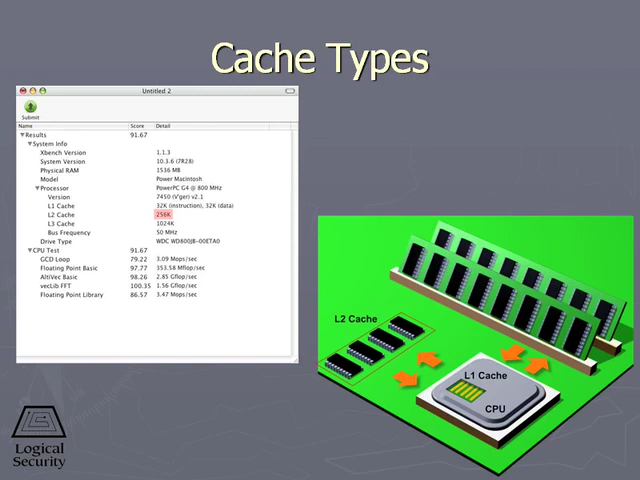 Cache Types
Untitled 2
Submit
Name Score Detail
Results 91.67
System Info
Xbench Version 1.1.3
System Version 10.3.6 (7R28)
Physical RAM 1536 MB
Model Power Macintosh
Processor PowerPC G4 @ 800 MHz
Version 7450 (V'ger) v2.1
L1 Cache 32K (instruction), 32K (data)
L2 Cache 256K
L3 Cache 1024K
Bus Frequency 50 MHz
Drive Type WDC WD800JB-00ETA0
CPU Test 91.67
GCD Loop 79.22 3.09 Mops/sec
Floating Point Basic 97.77 353.58 Mflop/sec
AltiVec Basic 98.26 2.85 Gflop/sec
vecLib FFT 100.35 1.56 Gflop/sec
Floating Point Library 86.57 3.47 Mops/sec
L2 Cache
L1 Cache
CPU
Logical
Security